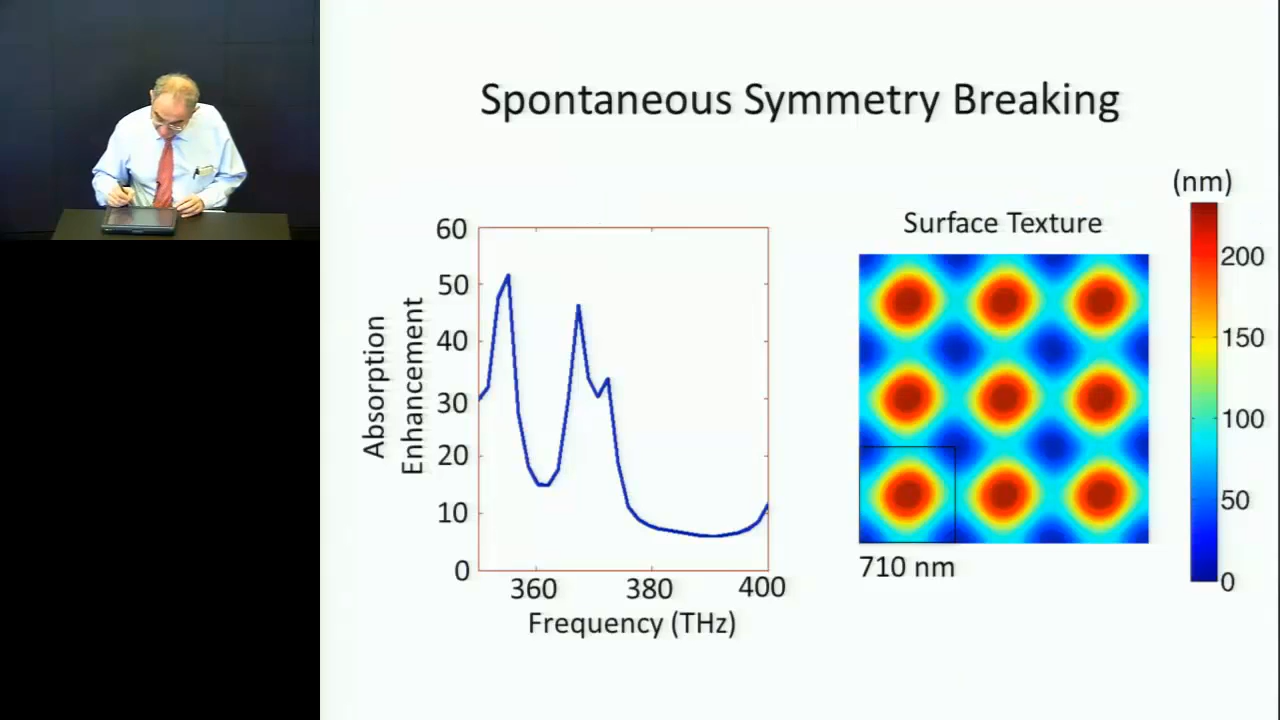 Spontaneous Symmetry Breaking
Absorption
Enhancement
60
50
40
30
20
10
0
360
380
400
Frequency (THz)
Surface Texture
710 nm
(nm)
200
150
100
50
0